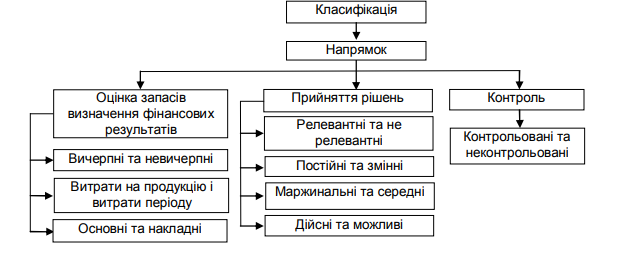 Класифікація
Напрямок
Оцінка запасів
визначення фінансових
результатів
Вичерпні та невичерпні
Витрати на продукцію і
витрати періоду
Основні та накладні
Прийняття рішень
Релевантні та не
релевантні
Постійні та змінні
Маржинальні та середні
Дійсні та можливі
Контроль
Контрольовані та
неконтрольовані